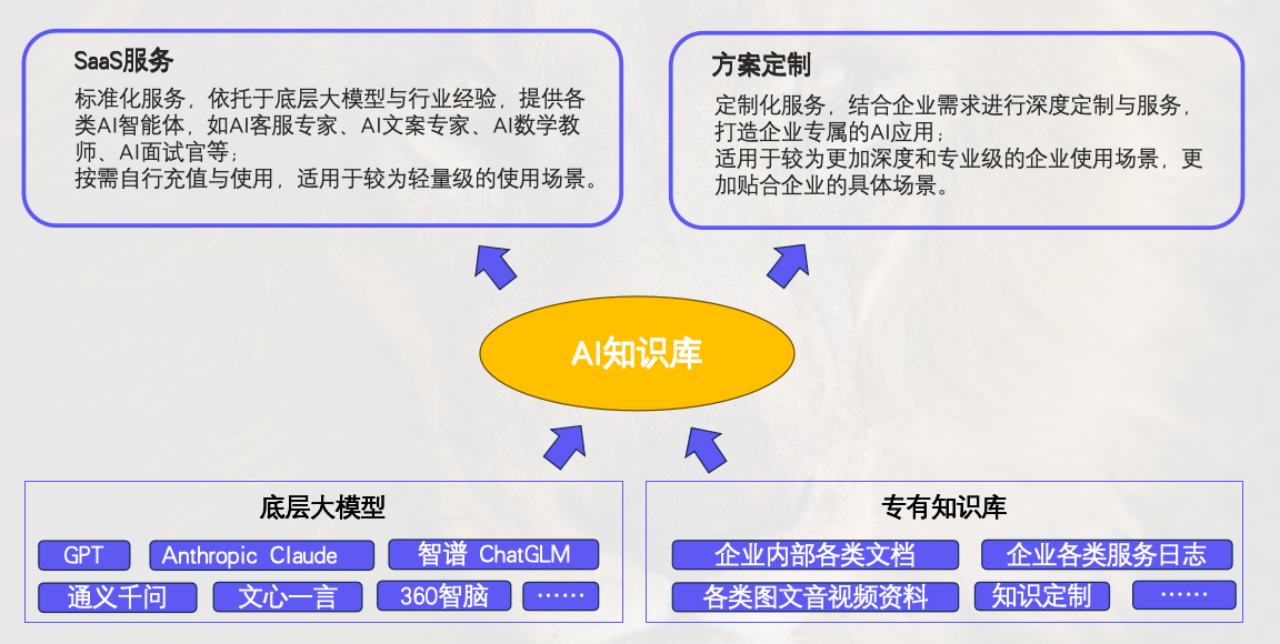 SaaS服务
标准化服务，依托于底层大模型与行业经验，提供各
类AI智能体，如AI客服专家、AI文案专家、AI数学教
师、AI面试官等；
按需自行充值与使用，适用于较为轻量级的使用场景。
方案定制
定制化服务，结合企业需求进行深度定制与服务，
打造企业专属的AI应用；
适用于较为更加深度和专业级的企业使用场景，更
加贴合企业的具体场景。
AI知识库
底层大模型
GPT
Anthropic Claude
智谱 ChatGLM
通义千问
文心一言
360智脑
……
专有知识库
企业内部各类文档
企业各类服务日志
各类图文音视频资料
知识定制
……